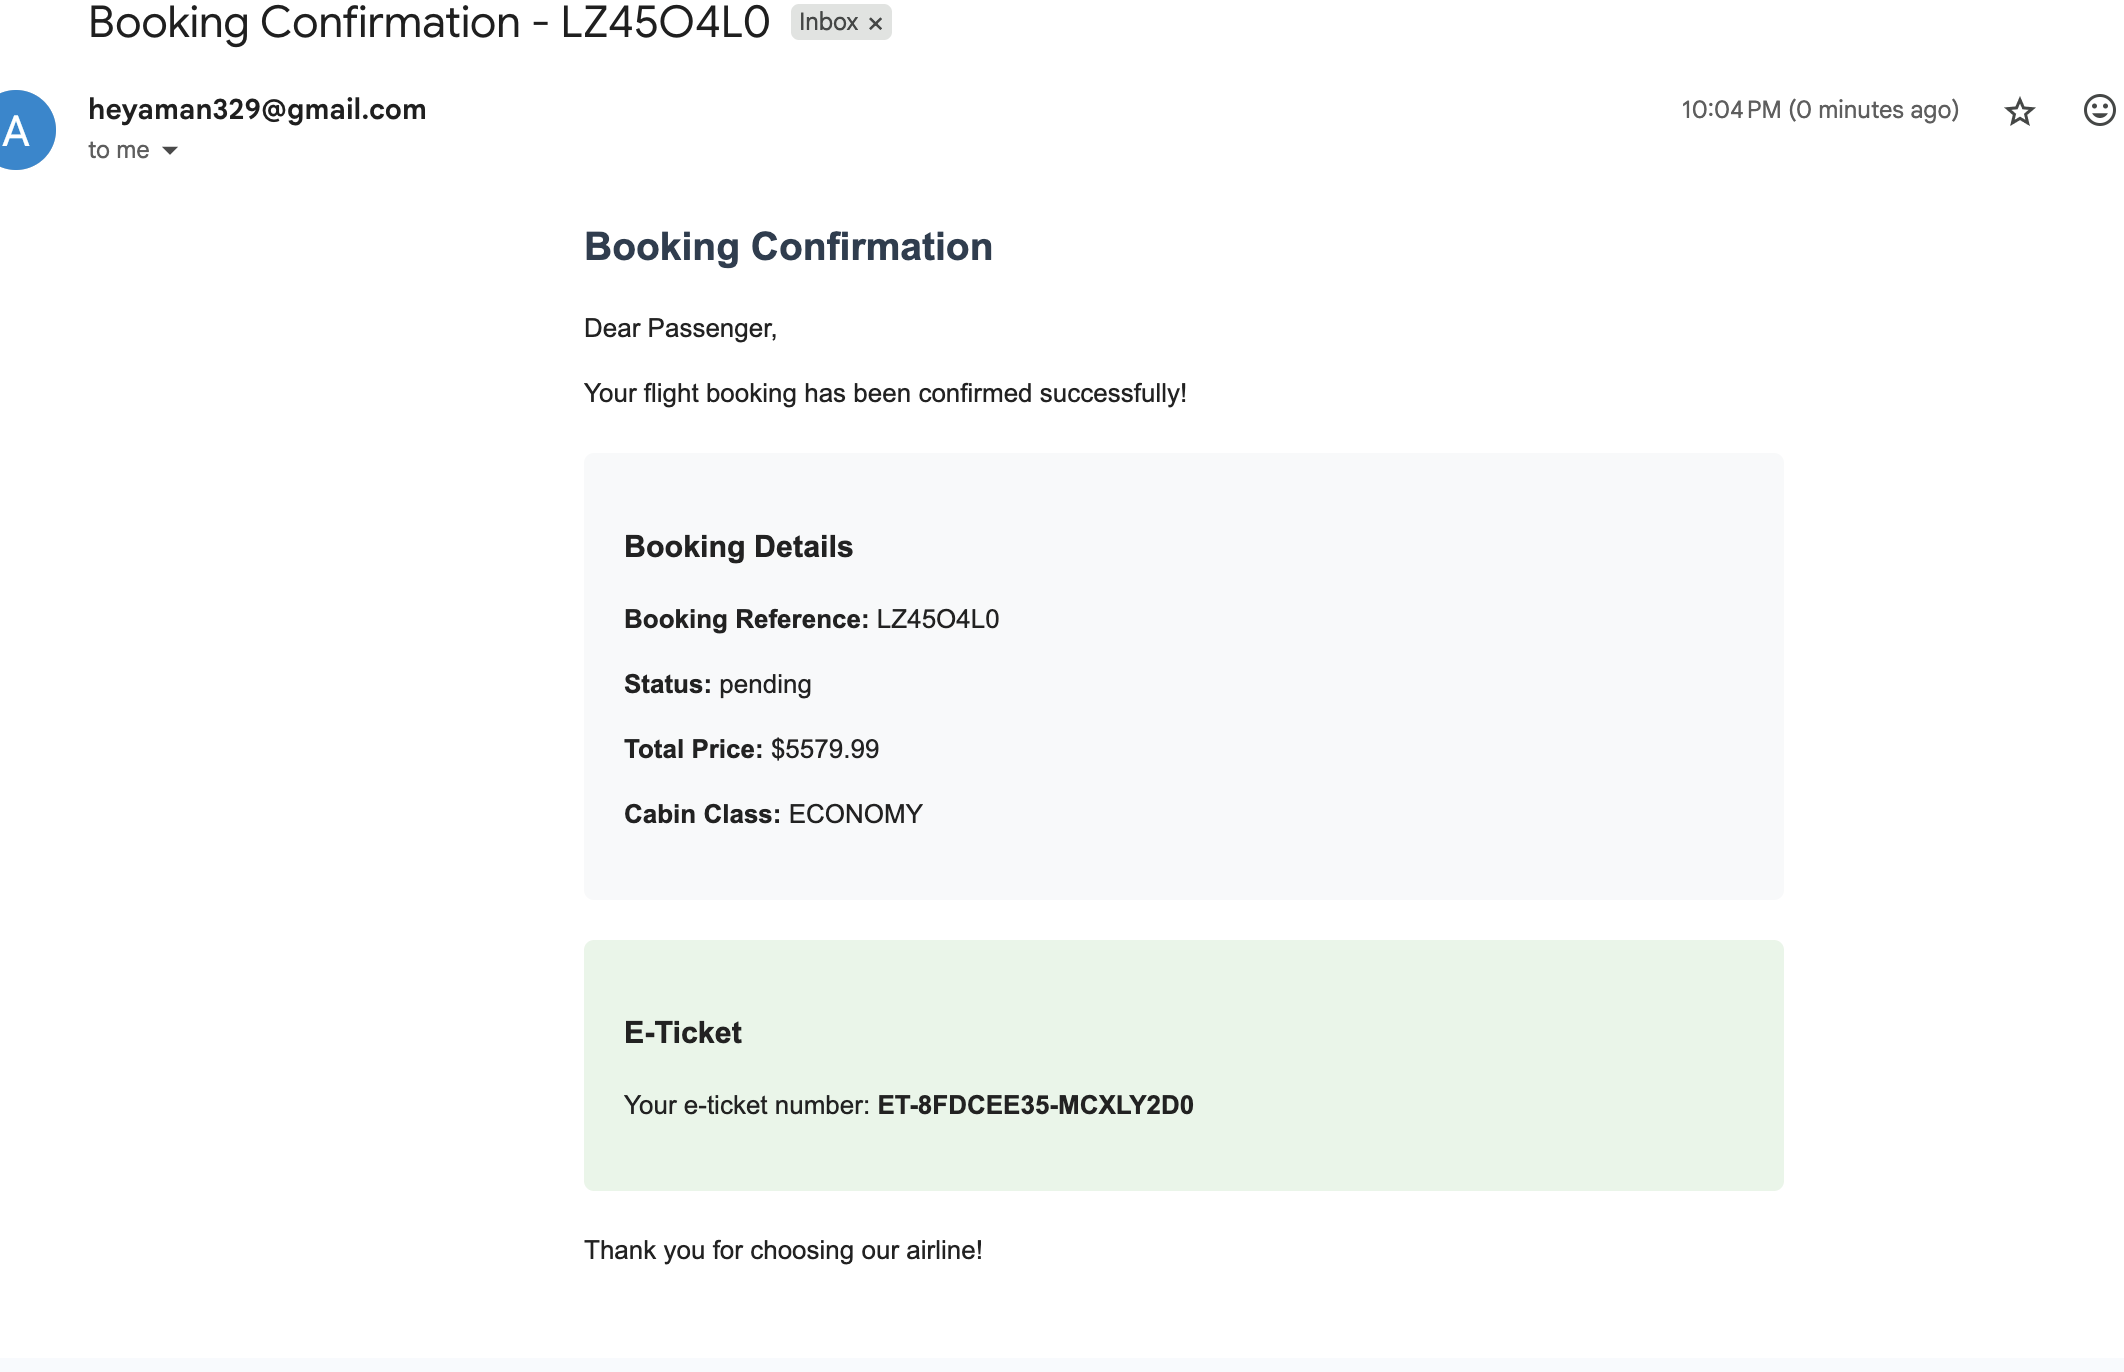 Booking Confirmation - LZ45O4L0 Inbox ×
A
heyaman329@gmail.com
10:04 PM (0 minutes ago)
to me
Booking Confirmation
Dear Passenger,
Your flight booking has been confirmed successfully!
Booking Details
Booking Reference: LZ45O4L0
Status: pending
Total Price: $5579.99
Cabin Class: ECONOMY
E-Ticket
Your e-ticket number: ET-8FDCEE35-MCXLY2D0
Thank you for choosing our airline!